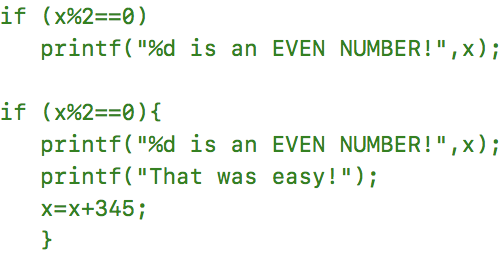 if (x%2==0)
   printf("%d is an EVEN NUMBER!",x);

if (x%2==0){
   printf("%d is an EVEN NUMBER!",x);
   printf("That was easy!");
   x=x+345;
   }